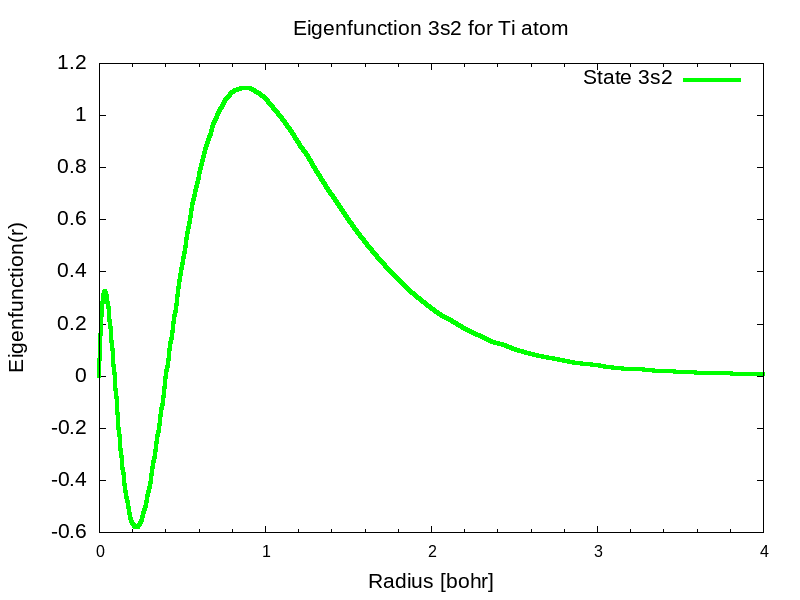 Eigenfunction 3s2 for Ti atom
State 3s2
1.2
1
0.8
0.6
0.4
0.2
0
-0.2
-0.4
-0.6
Eigenfunction(r)
0 1 2 3 4
Radius [bohr]